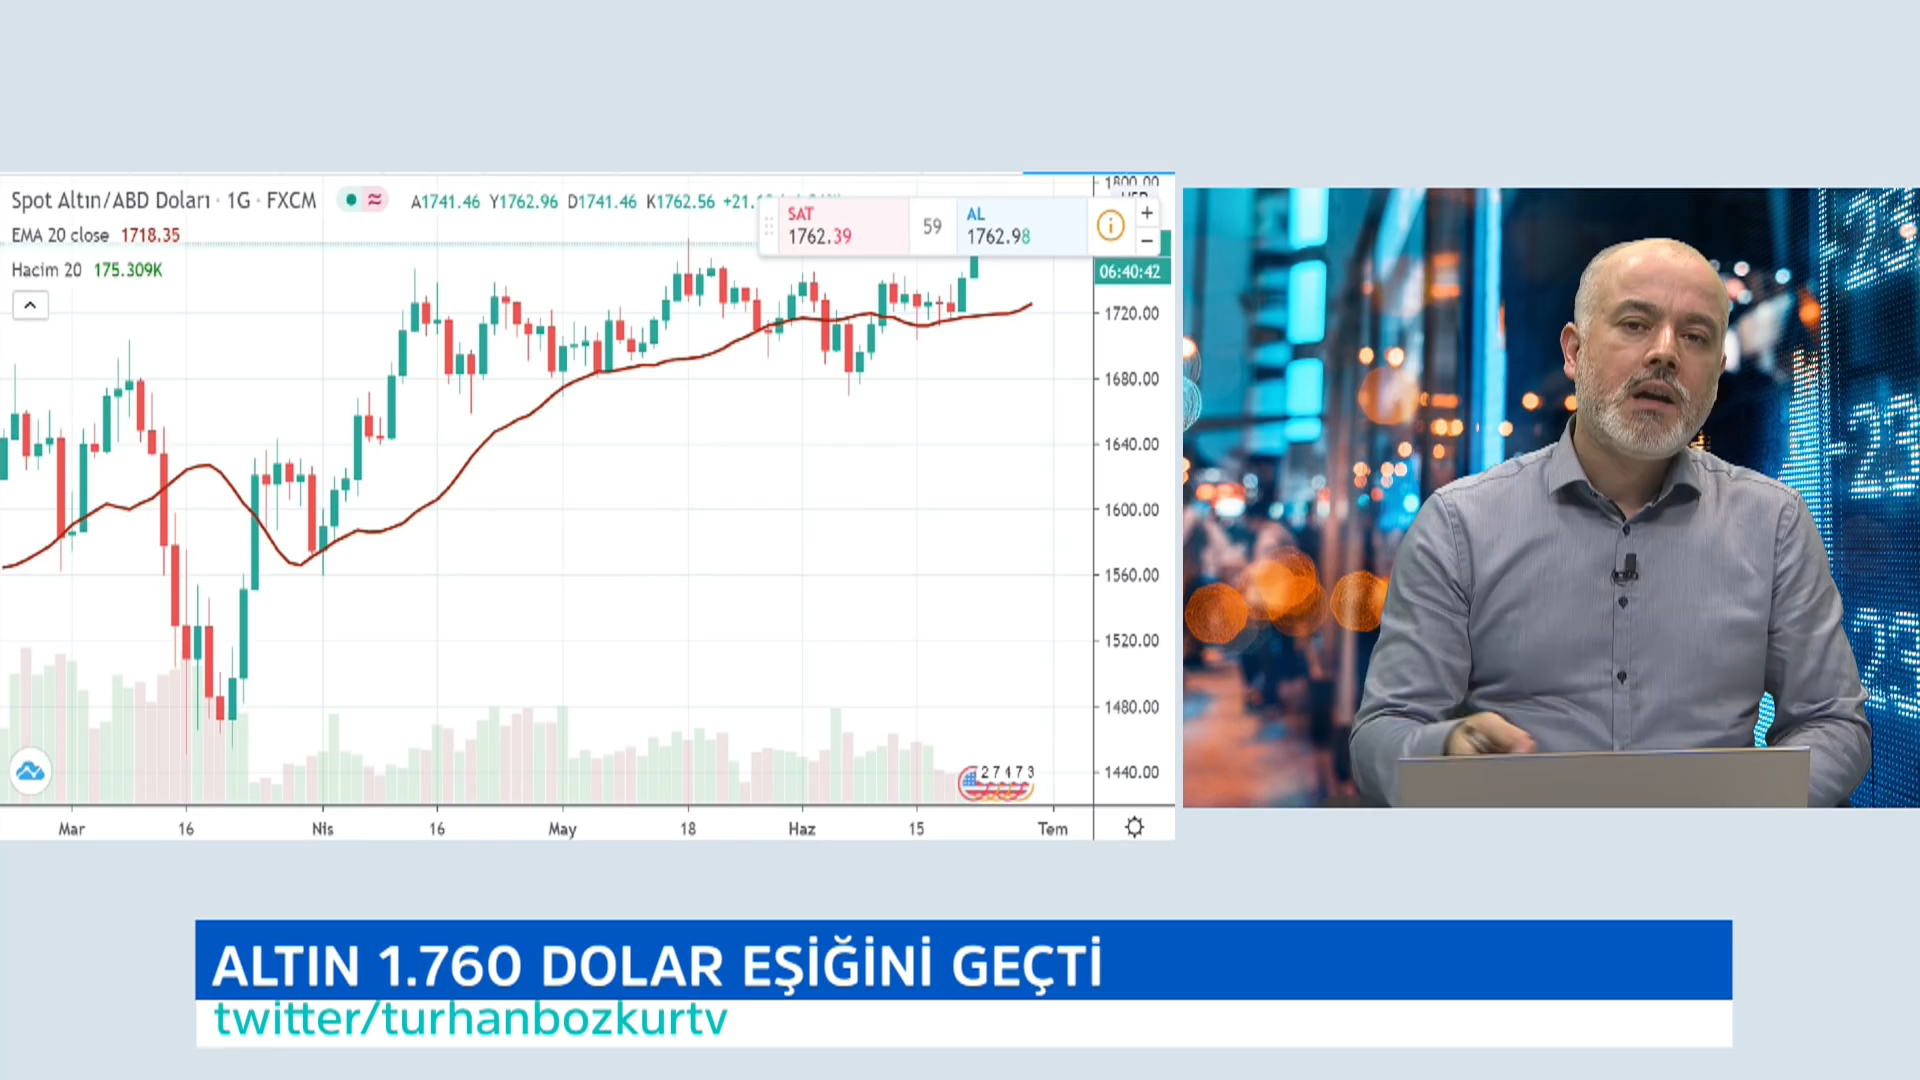 Spot Altın/ABD Doları · 1G · FXCM
A1741.46 Y1762.96 D1741.46 K1762.56
EMA 20 close 1718.35
Hacim 20 175.309K
SAT
1762.39
59
AL
1762.98
1800.00
06:40:42
1720.00
1680.00
1640.00
1600.00
1560.00
1520.00
1480.00
1440.00
Mar 16 Nis 16 May 18 Haz 15 Tem
ALTIN 1.760 DOLAR EŞİĞİNİ GEÇTİ
twitter/turhanbozkurtv